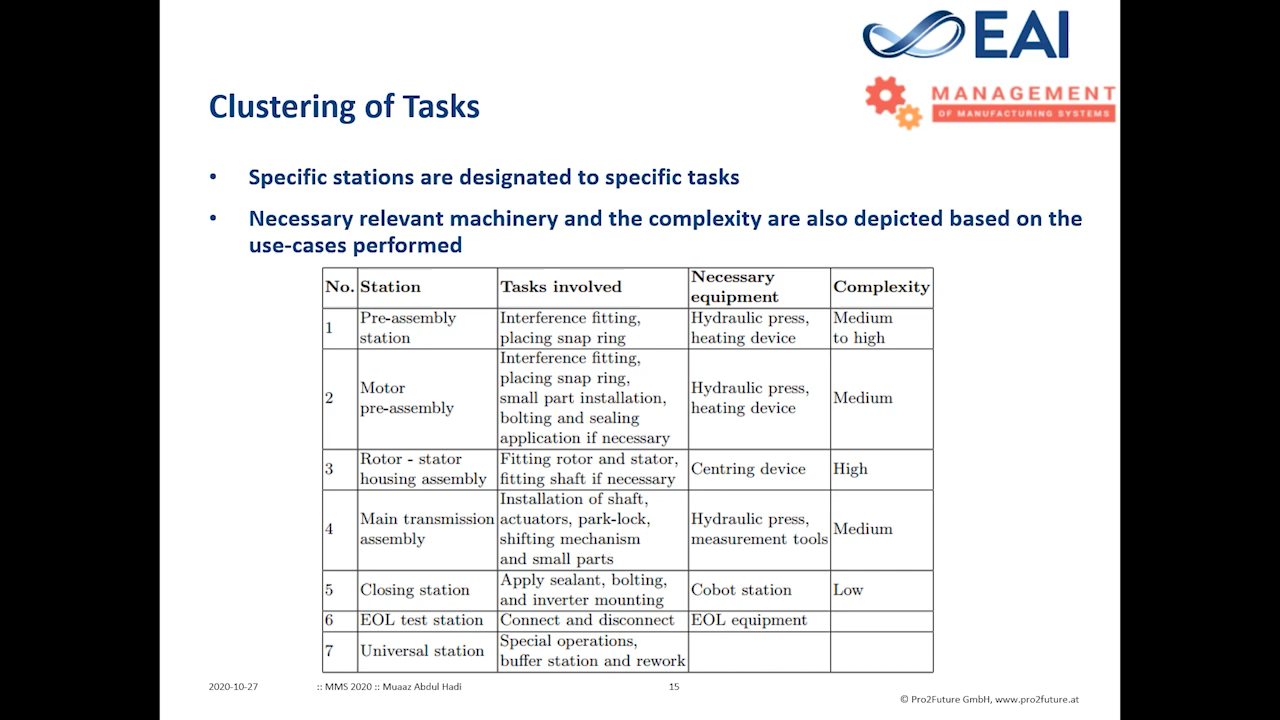 EAI
MANAGEMENT
OF MANUFACTURING SYSTEMS
Clustering of Tasks
• Specific stations are designated to specific tasks
• Necessary relevant machinery and the complexity are also depicted based on the
use-cases performed
No. Station Tasks involved Necessary equipment Complexity
1 Pre-assembly station Interference fitting, placing snap ring Hydraulic press, heating device Medium to high
2 Motor pre-assembly Interference fitting, placing snap ring, small part installation, bolting and sealing application if necessary Hydraulic press, heating device Medium
3 Rotor - stator housing assembly Fitting rotor and stator, fitting shaft if necessary Centring device High
4 Main transmission assembly Installation of shaft, actuators, park-lock, shifting mechanism and small parts Hydraulic press, measurement tools Medium
5 Closing station Apply sealant, bolting, and inverter mounting Cobot station Low
6 EOL test station Connect and disconnect EOL equipment
7 Universal station Special operations, buffer station and rework
2020-10-27 :: MMS 2020 :: Muaaz Abdul Hadi 15
© Pro2Future GmbH, www.pro2future.at